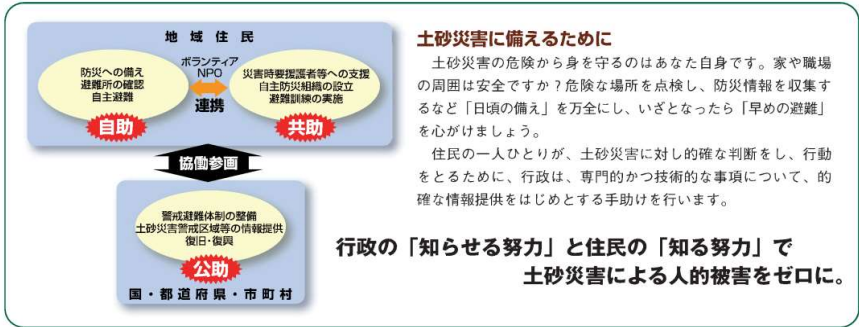 地域住民
防災への備え
避難所の確認
自主避難
自助
ボランティア
NPO
連携
災害時要援護者等への支援
自主防災組織の設立
避難訓練の実施
共助
協働参画
警戒避難体制の整備
土砂災害警戒区域等の情報提供
復旧・復興
公助
国・都道府県・市町村
土砂災害に備えるために
土砂災害の危険から身を守るのはあなた自身です。家や職場
の周囲は安全ですか？危険な場所を点検し、防災情報を収集す
るなど「日頃の備え」を万全にし、いざとなったら「早めの避難」
を心がけましょう。
住民の一人ひとりが、土砂災害に対し的確な判断をし、行動
をとるために、行政は、専門的かつ技術的な事項について、的
確な情報提供をはじめとする手助けを行います。
行政の「知らせる努力」と住民の「知る努力」で
土砂災害による人的被害をゼロに。